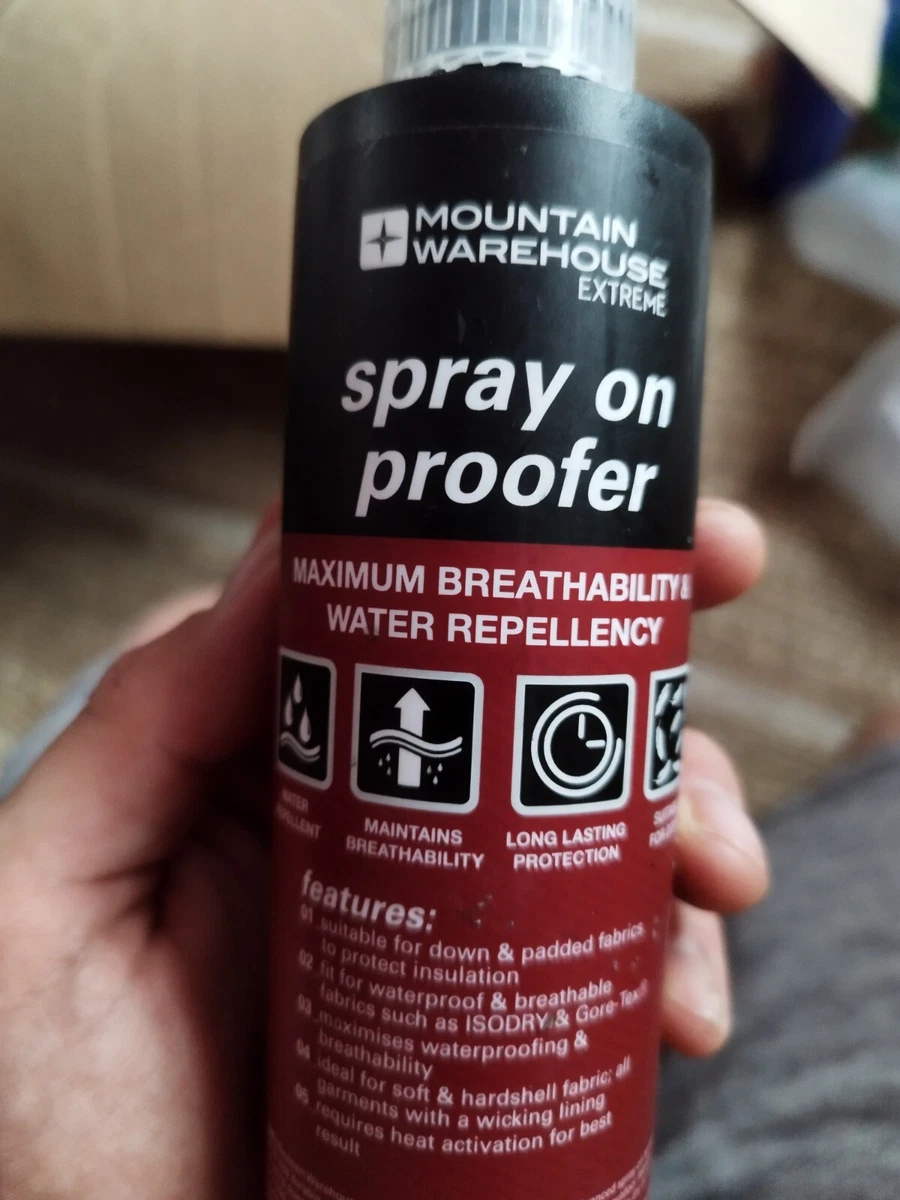 MOUNTAIN
WAREHOUSE
EXTREME
spray on
proofer
MAXIMUM BREATHABILITY &
WATER REPELLENCY
MAINTAINS
BREATHABILITY
LONG LASTING
PROTECTION
features:
01 suitable for down & padded fabrics
to protect insulation
02 fit for waterproof & breathable
fabrics such as ISODRY & Gore-Tex®
03 maximises waterproofing &
breathability
04 ideal for soft & hardshell fabric; all
garments with a wicking lining
05 requires heat activation for best
result